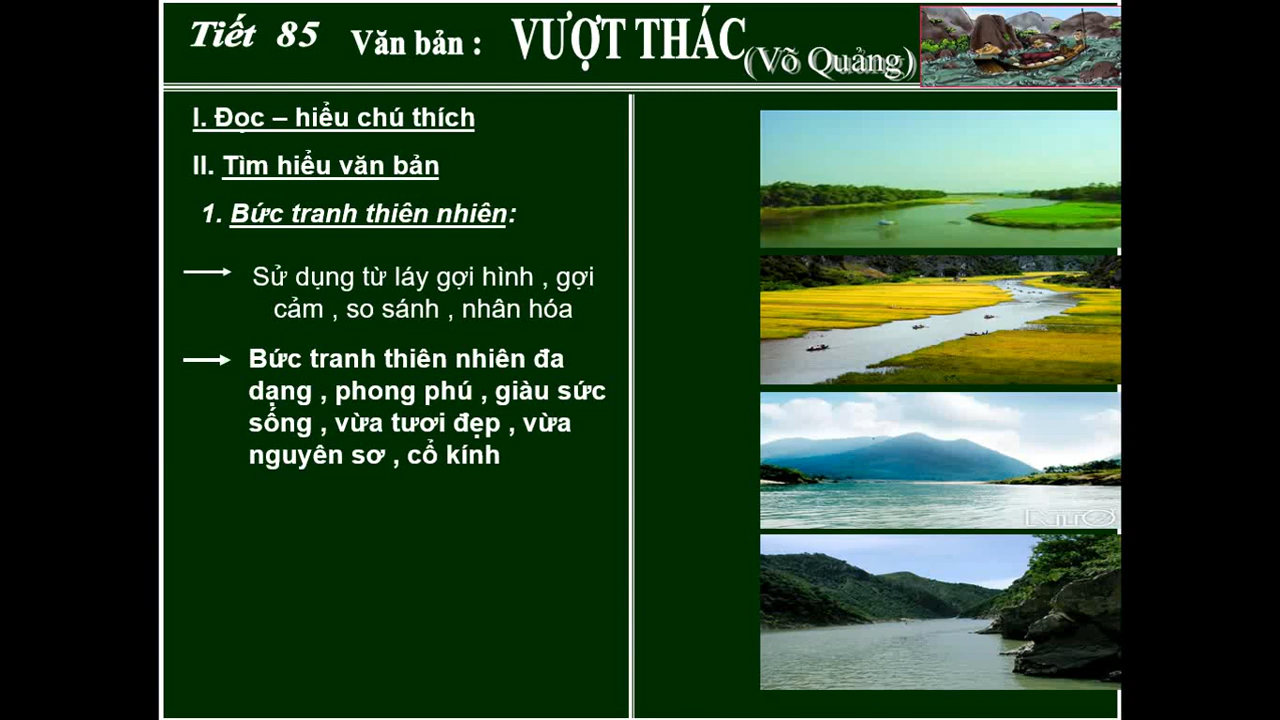 Tiết 85 Văn bản : VƯỢT THÁC (Võ Quảng)
I. Đọc – hiểu chú thích
II. Tìm hiểu văn bản
1. Bức tranh thiên nhiên:
Sử dụng từ láy gợi hình , gợi
cảm , so sánh , nhân hóa
Bức tranh thiên nhiên đa
dạng , phong phú , giàu sức
sống , vừa tươi đẹp , vừa
nguyên sơ , cổ kính